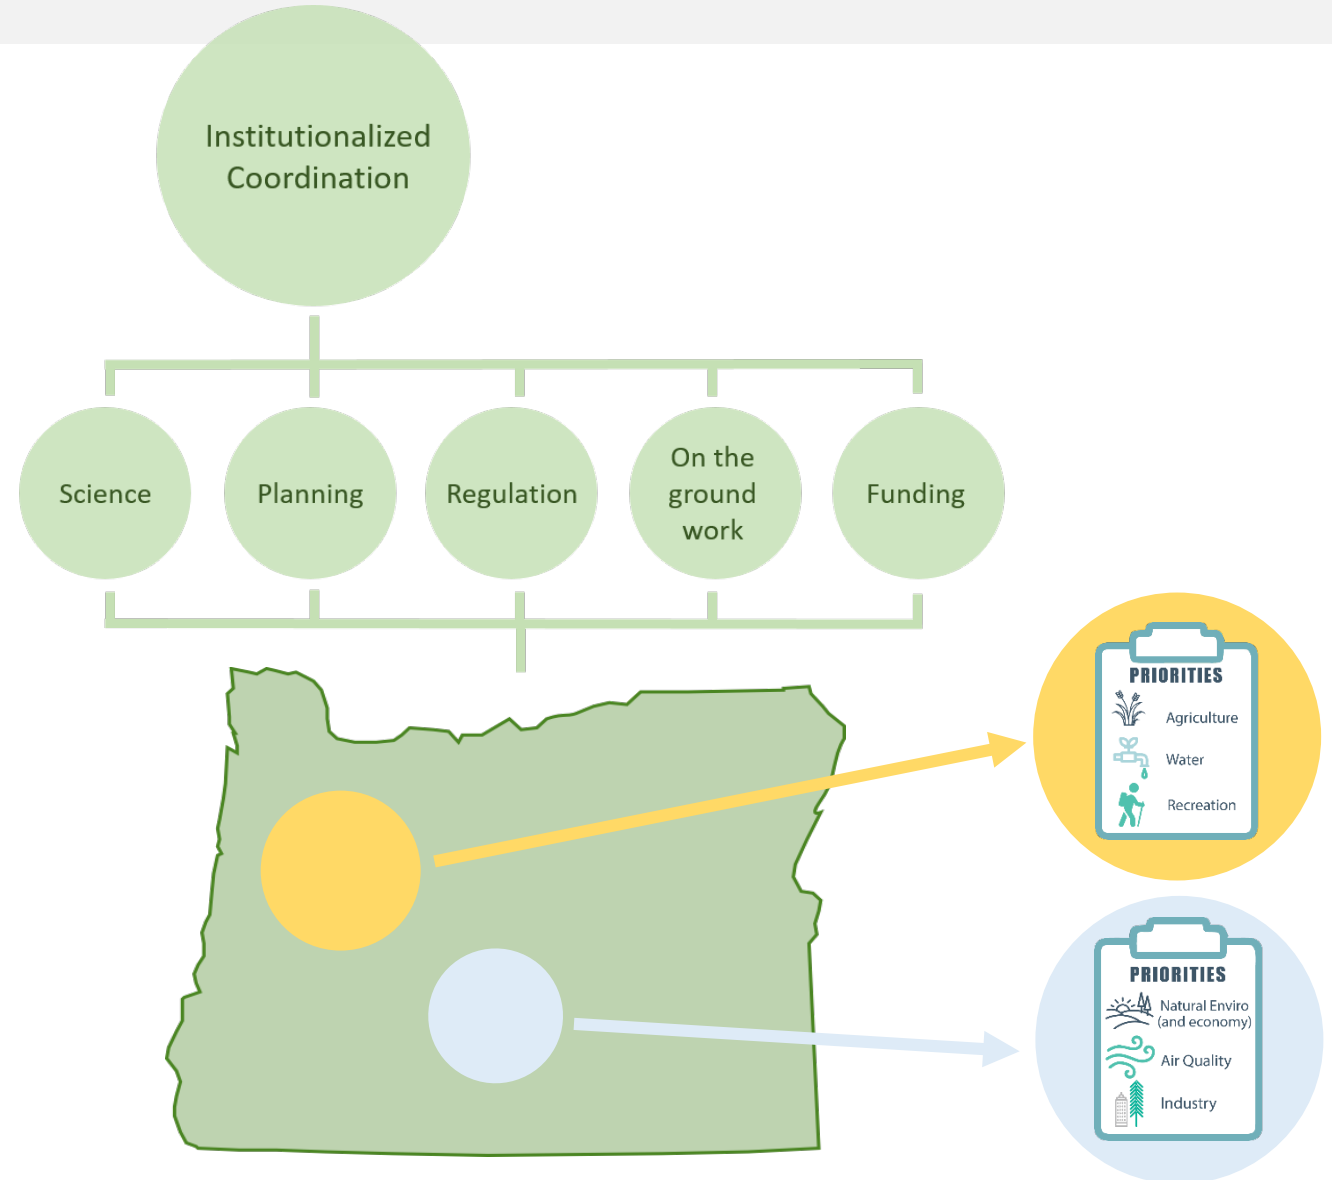 Institutionalized
Coordination
Science
Planning
Regulation
On the
ground
work
Funding
PRIORITIES
Agriculture
Water
Recreation
PRIORITIES
Natural Enviro
(and economy)
Air Quality
Industry